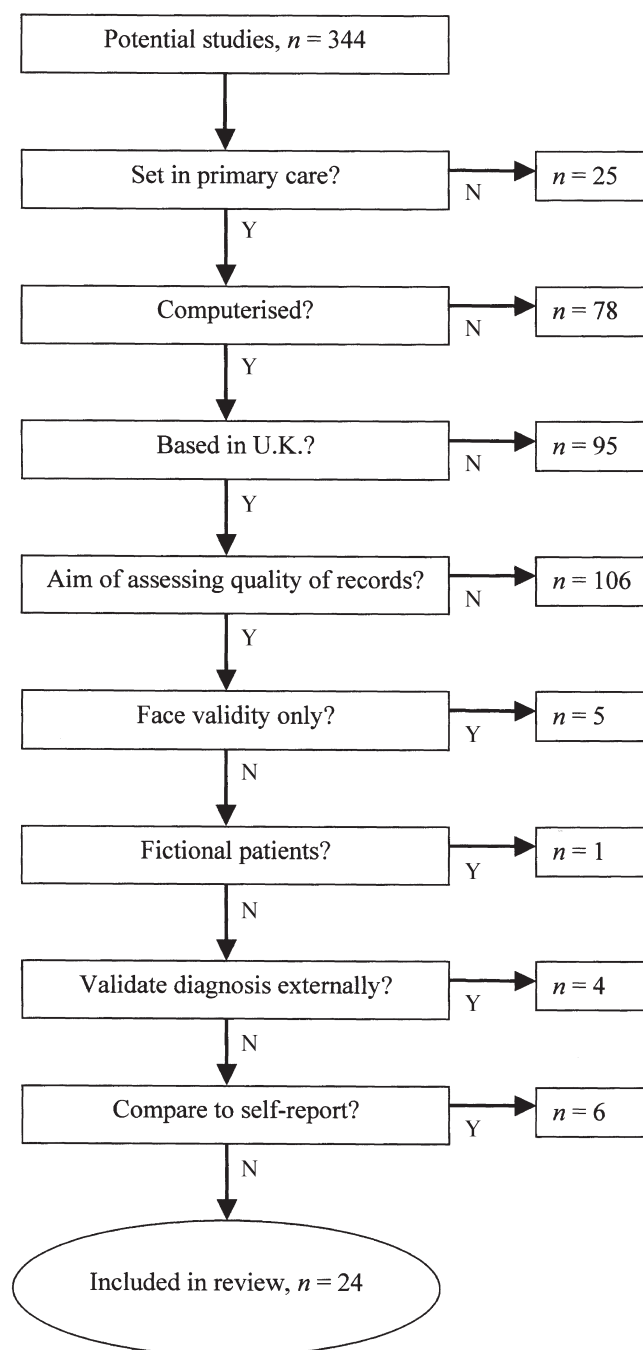 Potential studies, n = 344
Set in primary care?
N
n = 25
Y
Computerised?
N
n = 78
Y
Based in U.K.?
N
n = 95
Y
Aim of assessing quality of records?
N
n = 106
Y
Face validity only?
Y
n = 5
N
Fictional patients?
Y
n = 1
N
Validate diagnosis externally?
Y
n = 4
N
Compare to self-report?
Y
n = 6
N
Included in review, n = 24